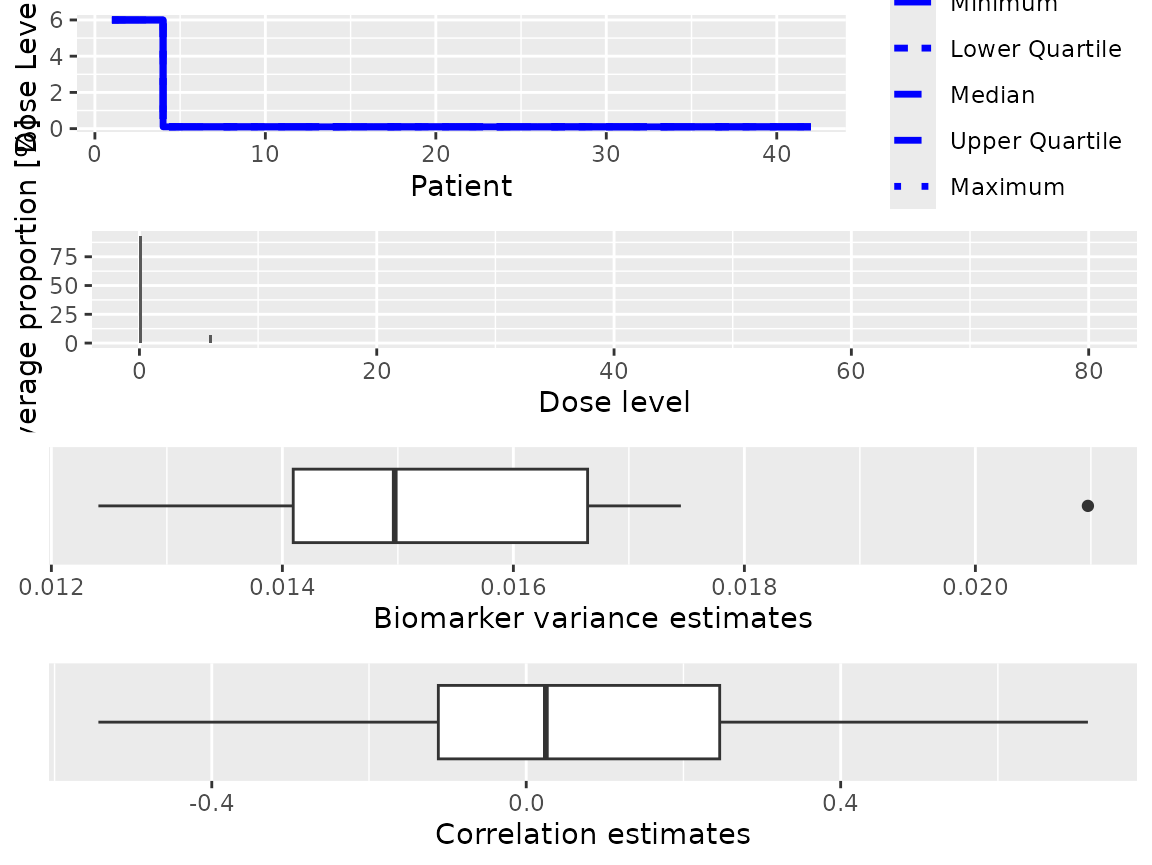 Dose Leve
6
4
2
0
0 10 20 30 40
Patient
Minimum
Lower Quartile
Median
Upper Quartile
Maximum
verage proportion [%]
75
50
25
0
0 20 40 60 80
Dose level
0.012 0.014 0.016 0.018 0.020
Biomarker variance estimates
-0.4 0.0 0.4
Correlation estimates